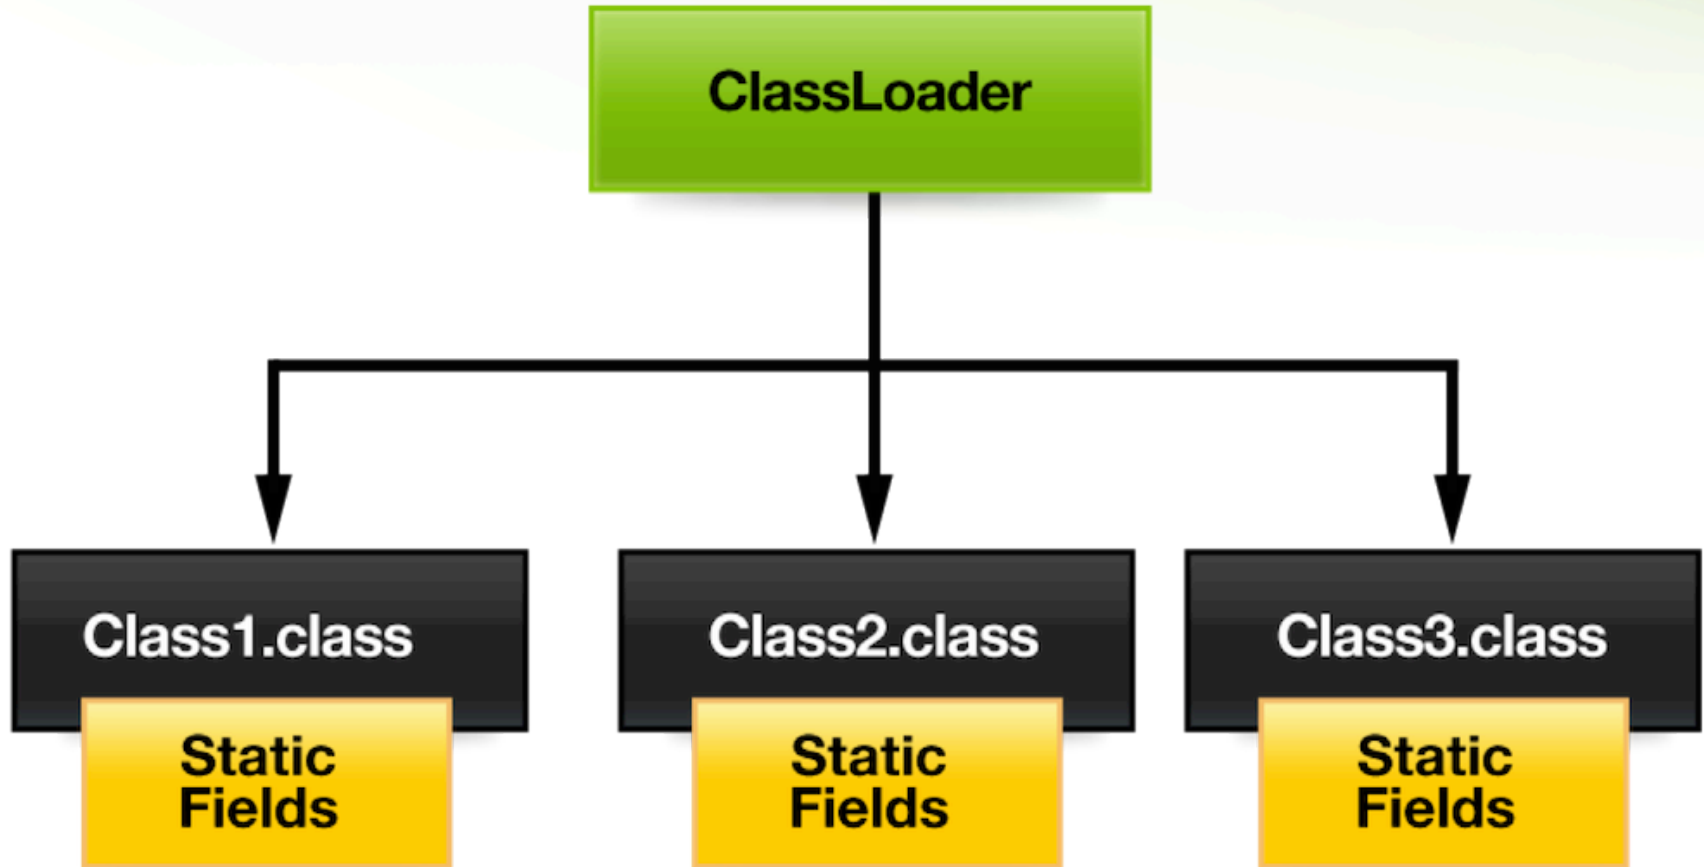 ClassLoader
Class1.class
Class2.class
Class3.class
Static
Fields
Static
Fields
Static
Fields